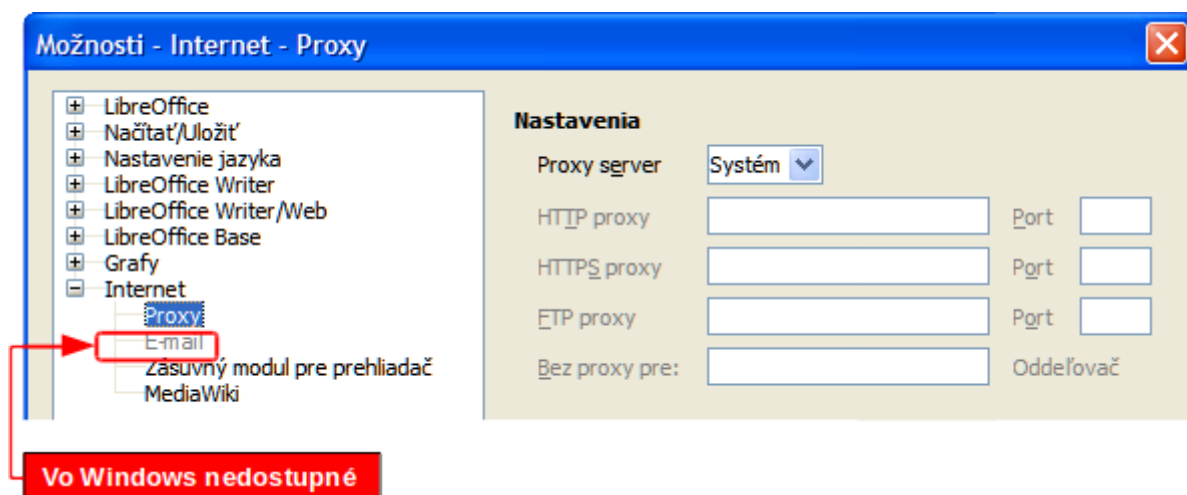 Možnosti - Internet - Proxy
LibreOffice
Načítať/Uložiť
Nastavenie jazyka
LibreOffice Writer
LibreOffice Writer/Web
LibreOffice Base
Grafy
Internet
Proxy
E-mail
Zásuvný modul pre prehliadač
MediaWiki
Nastavenia
Proxy server Systém
HTTP proxy Port
HTTPS proxy Port
FTP proxy Port
Bez proxy pre: Oddeľovač
Vo Windows nedostupné